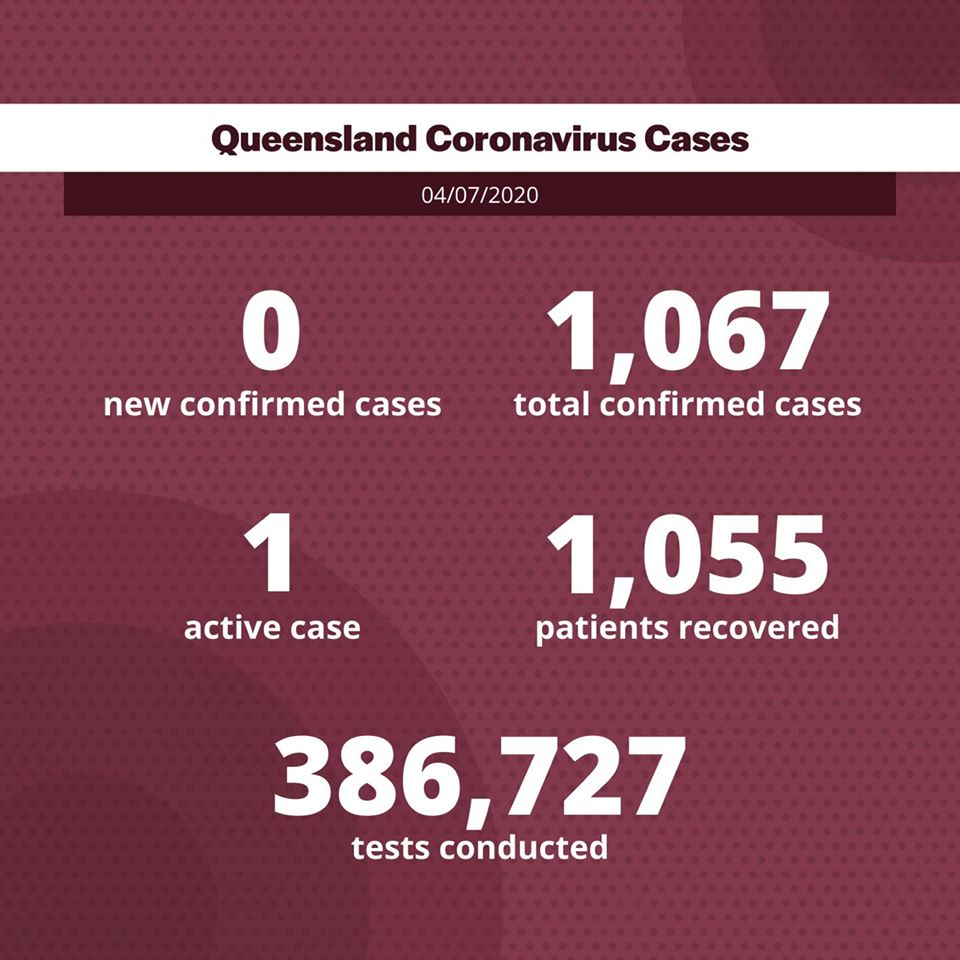 Queensland Coronavirus Cases
04/07/2020
0
new confirmed cases
1,067
total confirmed cases
1
active case
1,055
patients recovered
386,727
tests conducted